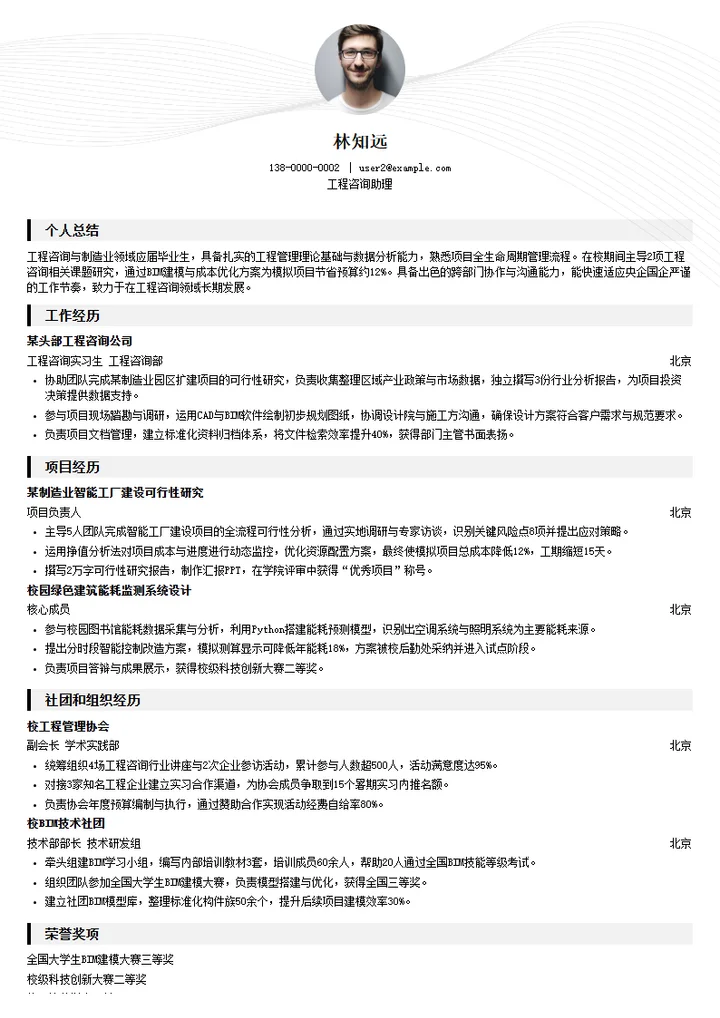 林知远
138-0000-0002 | user2@example.com
工程咨询助理
个人总结
工程咨询与制造业领域应届毕业生，具备扎实的工程管理理论基础与数据分析能力，熟悉项目全生命周期管理流程。在校期间主导2项工程
咨询相关课题研究，通过BIM建模与成本优化方案为模拟项目节省预算约12%。具备出色的跨部门协作与沟通能力，能快速适应央企国企严谨
的工作节奏，致力于在工程咨询领域长期发展。
工作经历
某头部工程咨询公司
工程咨询实习生 工程咨询部 北京
• 协助团队完成某制造业园区扩建项目的可行性研究，负责收集整理区域产业政策与市场数据，独立撰写3份行业分析报告，为项目投资
决策提供数据支持。
• 参与项目现场踏勘与调研，运用CAD与BIM软件绘制初步规划图纸，协调设计院与施工方沟通，确保设计方案符合客户需求与规范要求。
• 负责项目文档管理，建立标准化资料归档体系，将文件检索效率提升40%，获得部门主管书面表扬。
项目经历
某制造业智能工厂建设可行性研究
项目负责人 北京
• 主导5人团队完成智能工厂建设项目的全流程可行性分析，通过实地调研与专家访谈，识别关键风险点8项并提出应对策略。
• 运用挣值分析法对项目成本与进度进行动态监控，优化资源配置方案，最终使模拟项目总成本降低12%，工期缩短15天。
• 撰写2万字可行性研究报告，制作汇报PPT，在学院评审中获得“优秀项目”称号。
校园绿色建筑能耗监测系统设计
核心成员 北京
• 参与校园图书馆能耗数据采集与分析，利用Python搭建能耗预测模型，识别出空调系统与照明系统为主要能耗来源。
• 提出分时段智能控制改造方案，模拟测算显示可降低年能耗18%，方案被校后勤处采纳并进入试点阶段。
• 负责项目答辩与成果展示，获得校级科技创新大赛二等奖。
社团和组织经历
校工程管理协会
副会长 学术实践部 北京
• 统筹组织4场工程咨询行业讲座与2次企业参访活动，累计参与人数超500人，活动满意度达95%。
• 对接3家知名工程企业建立实习合作渠道，为协会成员争取到15个暑期实习内推名额。
• 负责协会年度预算编制与执行，通过赞助合作实现活动经费自给率80%。
校BIM技术社团
技术部部长 技术研发组 北京
• 牵头组建BIM学习小组，编写内部培训教材3套，培训成员60余人，帮助20人通过全国BIM技能等级考试。
• 组织团队参加全国大学生BIM建模大赛，负责模型搭建与优化，获得全国三等奖。
• 建立社团BIM模型库，整理标准化构件族50余个，提升后续项目建模效率30%。
荣誉奖项
全国大学生BIM建模大赛三等奖
校级科技创新大赛二等奖